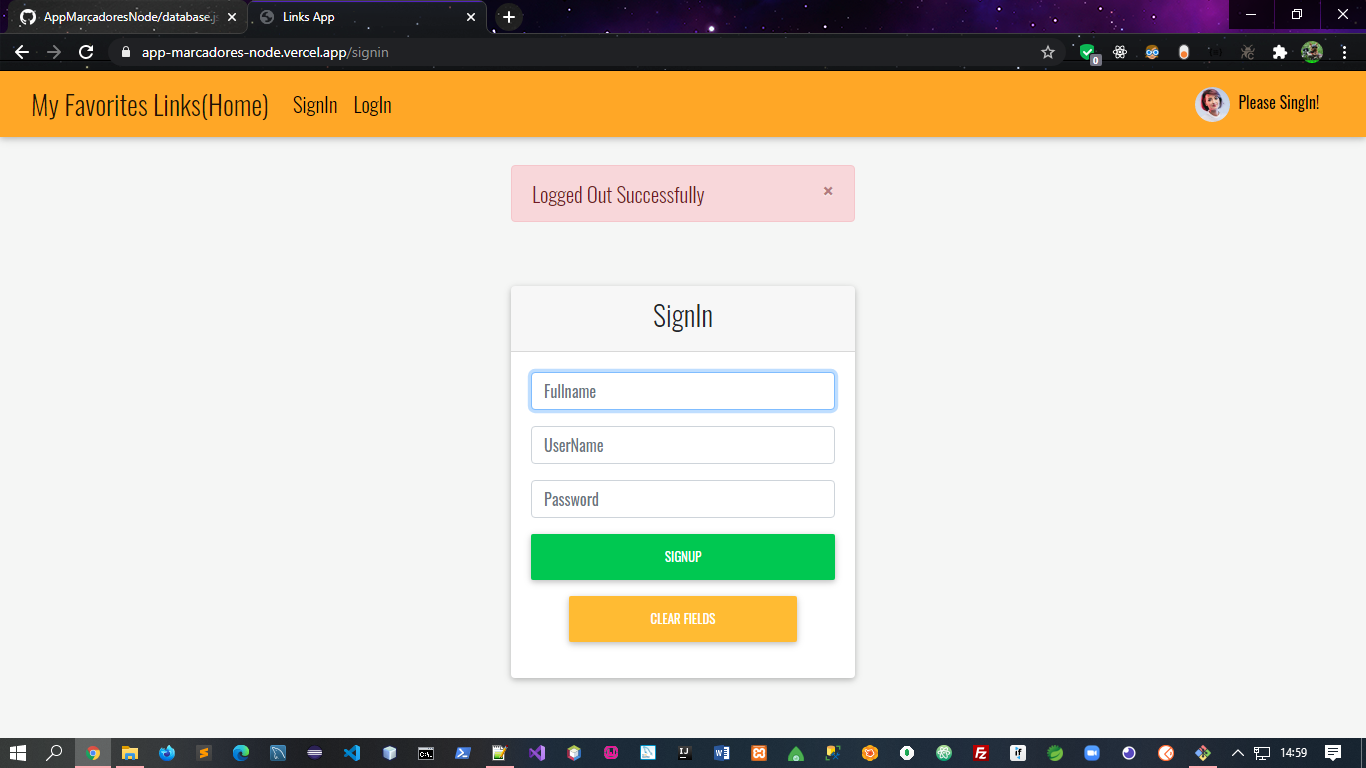 AppMarcadoresNode/database.js
Links App
app-marcadores-node.vercel.app/signin
0
My Favorites Links(Home)
SignIn
LogIn
Please SingIn!
Logged Out Successfully
×
SignIn
Fullname
UserName
Password
SIGNUP
CLEAR FIELDS
14:59